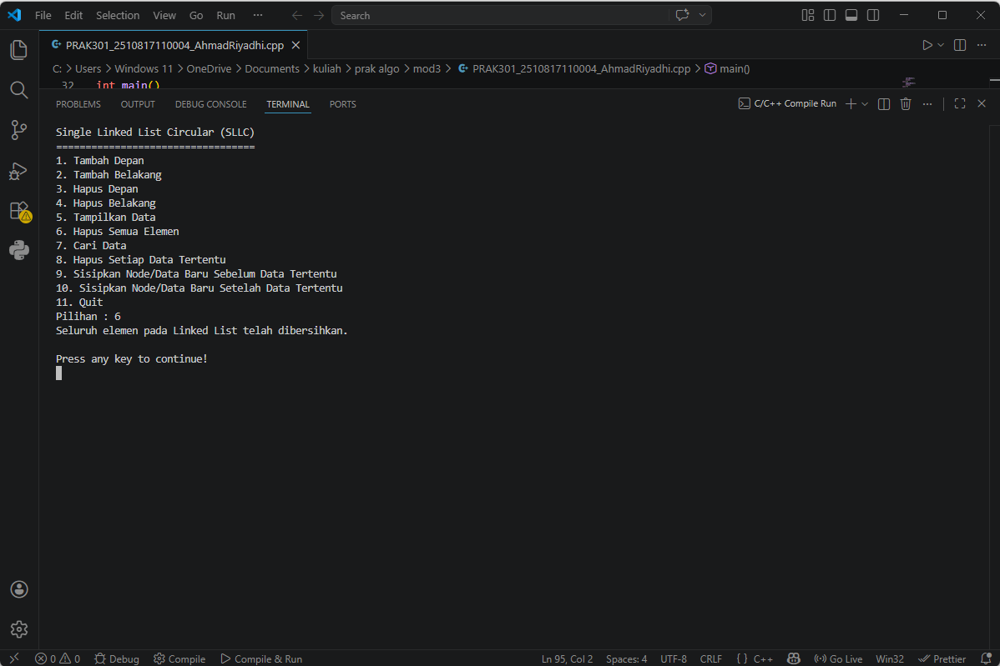 File Edit Selection View Go Run ··· Search
PRAK301_2510817110004_AhmadRiyadhi.cpp
C: > Users > Windows 11 > OneDrive > Documents > kuliah > prak algo > mod3 > PRAK301_2510817110004_AhmadRiyadhi.cpp > main()
32 int main()
PROBLEMS OUTPUT DEBUG CONSOLE TERMINAL PORTS C/C++ Compile Run
Single Linked List Circular (SLLC)
==================================
1. Tambah Depan
2. Tambah Belakang
3. Hapus Depan
4. Hapus Belakang
5. Tampilkan Data
6. Hapus Semua Elemen
7. Cari Data
8. Hapus Setiap Data Tertentu
9. Sisipkan Node/Data Baru Sebelum Data Tertentu
10. Sisipkan Node/Data Baru Setelah Data Tertentu
11. Quit
Pilihan : 6
Seluruh elemen pada Linked List telah dibersihkan.
Press any key to continue!
0 0 Debug Compile Compile & Run Ln 95, Col 2 Spaces: 4 UTF-8 CRLF { } C++ Go Live Win32 Prettier